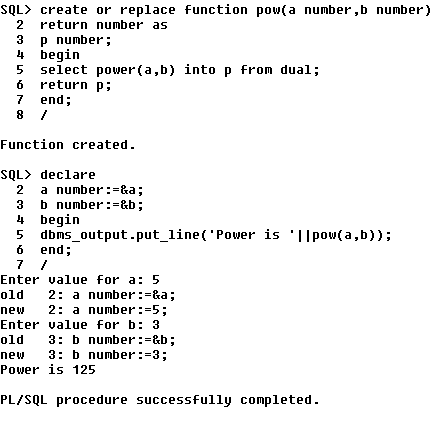 SQL> create or replace function pow(a number,b number)
  2  return number as
  3  p number;
  4  begin
  5  select power(a,b) into p from dual;
  6  return p;
  7  end;
  8  /
Function created.
SQL> declare
  2  a number:=&a;
  3  b number:=&b;
  4  begin
  5  dbms_output.put_line('Power is '||pow(a,b));
  6  end;
  7  /
Enter value for a: 5
old   2: a number:=&a;
new   2: a number:=5;
Enter value for b: 3
old   3: b number:=&b;
new   3: b number:=3;
Power is 125
PL/SQL procedure successfully completed.